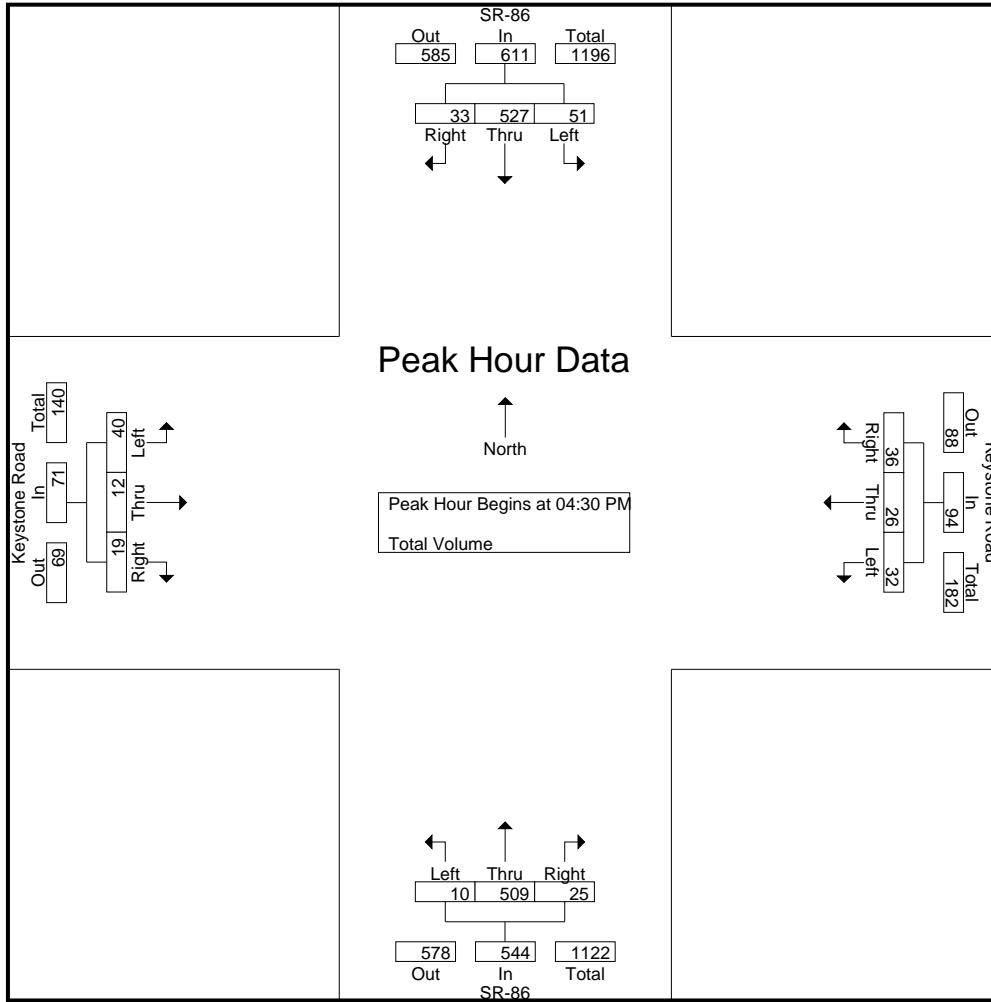 SR-86
Out In Total
585 611 1196
33 527 51
Right Thru Left
Peak Hour Data
North
Peak Hour Begins at 04:30 PM
Total Volume
Keystone Road
Out In Total
69 71 140
19 12 40
Right Thru Left
Keystone Road
Out In Total
88 94 182
36 26 32
Right Thru Left
Left Thru Right
10 509 25
578 544 1122
Out In Total
SR-86